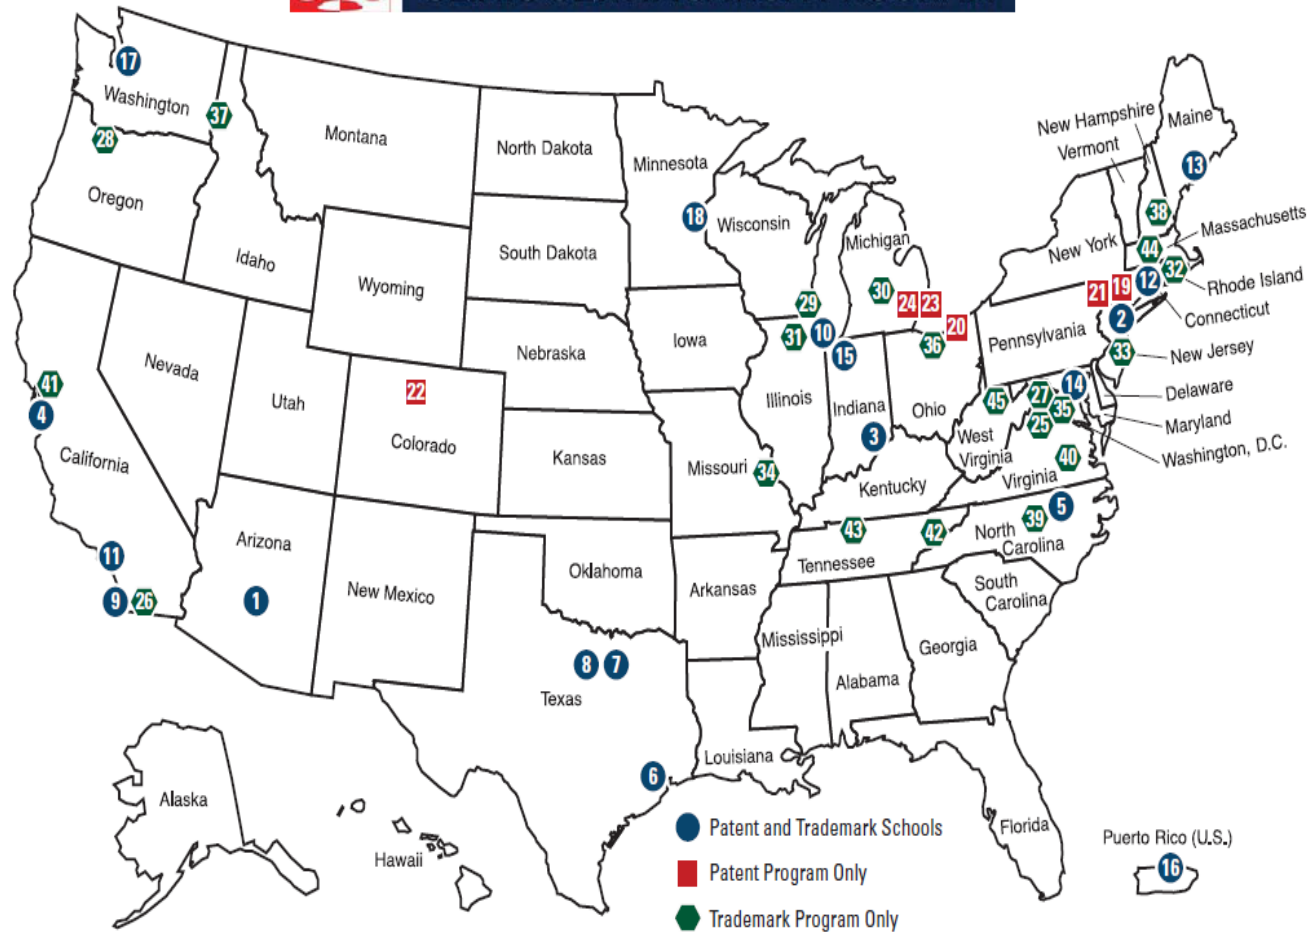 17
Washington
37
28
Oregon
Montana
Idaho
North Dakota
Minnesota
New Hampshire
Vermont
Maine
13
38
Massachusetts
44
32
Rhode Island
New York
21
19
12
Connecticut
2
Pennsylvania
33
New Jersey
18
Wisconsin
Michigan
South Dakota
Wyoming
30
24
23
20
29
31
10
15
36
Iowa
Nebraska
Nevada
Utah
22
Colorado
41
4
California
Illinois
Indiana
3
Ohio
45
27
14
35
25
Delaware
Maryland
Washington, D.C.
West
Virginia
40
Virginia
Kansas
Missouri
34
Kentucky
5
39
North
Carolina
43
42
Tennessee
Arizona
1
New Mexico
Oklahoma
Arkansas
South
Carolina
11
9
26
Mississippi
Georgia
Alabama
8
7
Texas
6
Louisiana
Florida
Alaska
Hawaii
Puerto Rico (U.S.)
16
Patent and Trademark Schools
Patent Program Only
Trademark Program Only